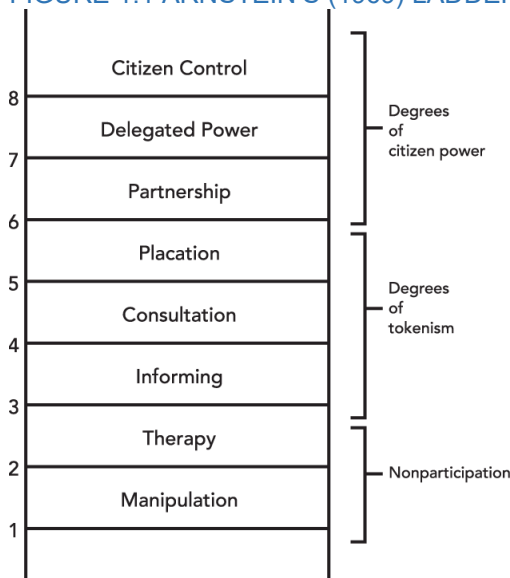 Citizen Control
8
Delegated Power
7
Partnership
6
Placation
5
Consultation
4
Informing
3
Therapy
2
Manipulation
1
Degrees
of
citizen power
Degrees
of
tokenism
Nonparticipation